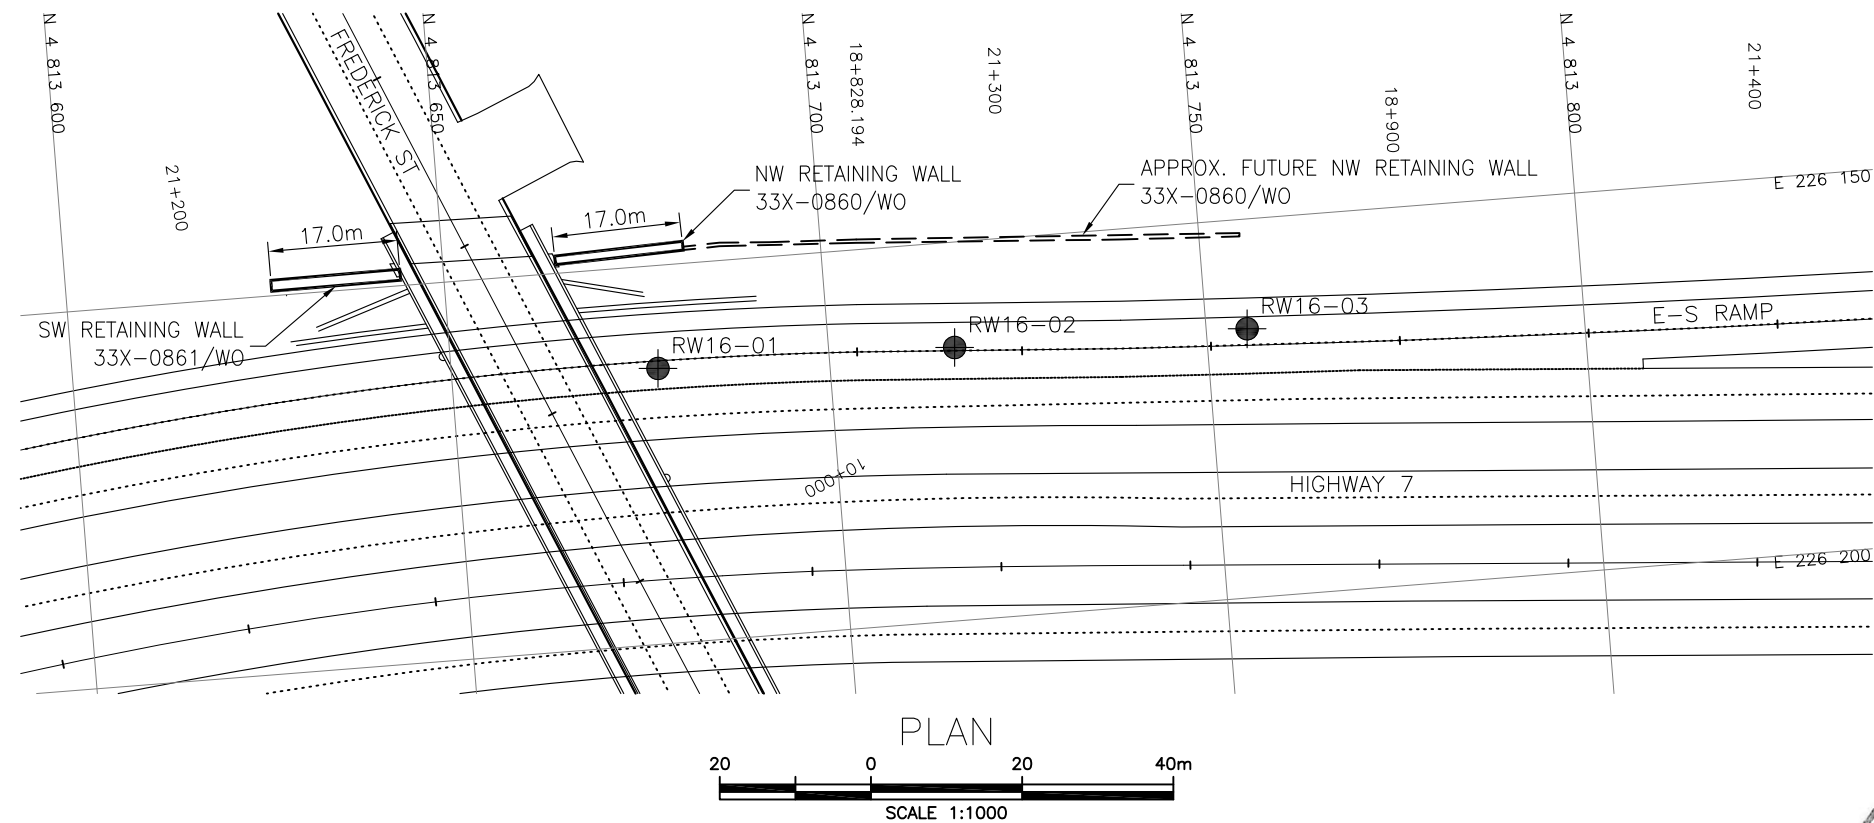 N 4 813 600
N 4 813 650
N 4 813 700
N 4 813 750
N 4 813 800
18+828.194
21+300
18+900
21+400
21+200
FREDERICK ST
NW RETAINING WALL
33X-0860/WO
APPROX. FUTURE NW RETAINING WALL
33X-0860/WO
E 226 150
17.0m
17.0m
SW RETAINING WALL
33X-0861/WO
RW16-01
RW16-02
RW16-03
E-S RAMP
10+000
HIGHWAY 7
E 226 200
PLAN
20 0 20 40m
SCALE 1:1000